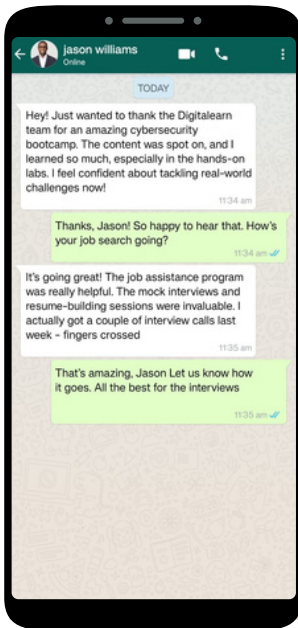 jason williams
Online
TODAY
Hey! Just wanted to thank the Digitalearn
team for an amazing cybersecurity
bootcamp. The content was spot on, and I
learned so much, especially in the hands-on
labs. I feel confident about tackling real-world
challenges now!
11:34 am
Thanks, Jason! So happy to hear that. How's
your job search going?
11:34 am
It's going great! The job assistance program
was really helpful. The mock interviews and
resume-building sessions were invaluable. I
actually got a couple of interview calls last
week – fingers crossed
11:35 am
That's amazing, Jason Let us know how
it goes. All the best for the interviews
11:35 am